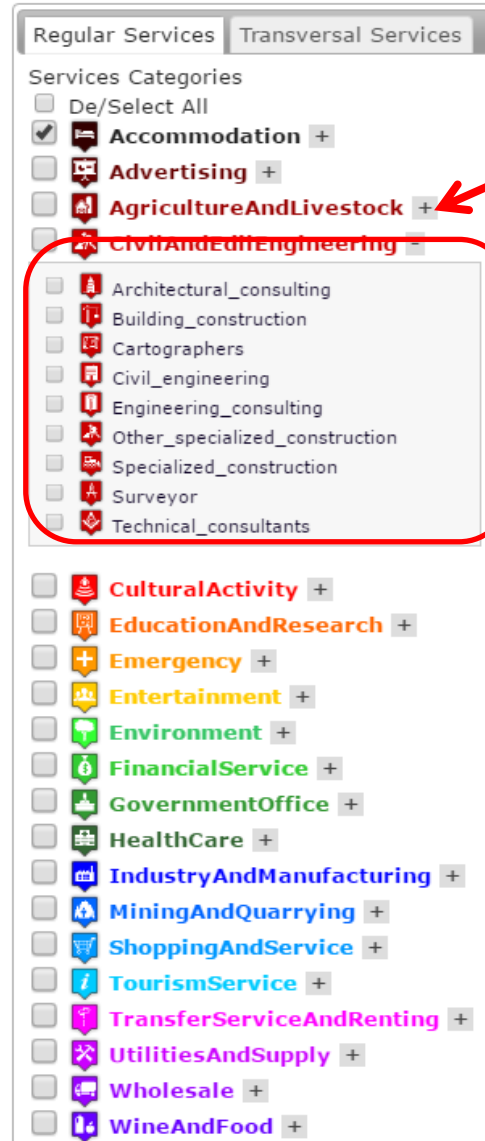 Regular Services Transversal Services
Services Categories
De/Select All
Accommodation +
Advertising +
AgricultureAndLivestock +
CivilAndEdilEngineering -
Architectural_consulting
Building_construction
Cartographers
Civil_engineering
Engineering_consulting
Other_specialized_construction
Specialized_construction
Surveyor
Technical_consultants
CulturalActivity +
EducationAndResearch +
Emergency +
Entertainment +
Environment +
FinancialService +
GovernmentOffice +
HealthCare +
IndustryAndManufacturing +
MiningAndQuarrying +
ShoppingAndService +
TourismService +
TransferServiceAndRenting +
UtilitiesAndSupply +
Wholesale +
WineAndFood +